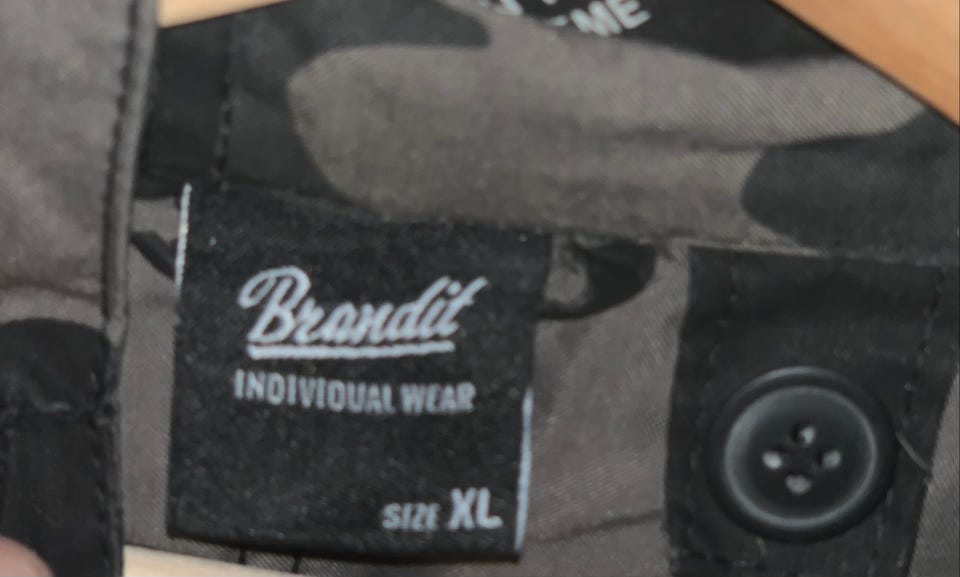 Brandit
INDIVIDUAL WEAR
SIZE XL